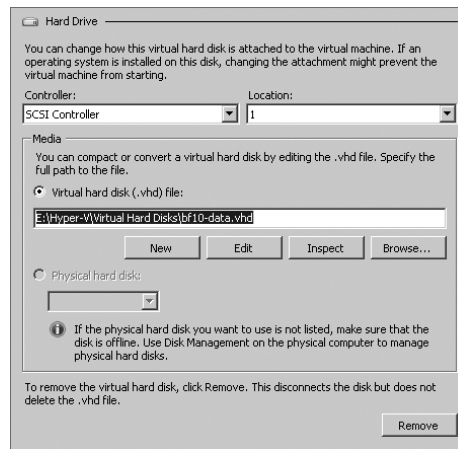 Hard Drive
You can change how this virtual hard disk is attached to the virtual machine. If an
operating system is installed on this disk, changing the attachment might prevent the
virtual machine from starting.
Controller: Location:
SCSI Controller 1
Media
You can compact or convert a virtual hard disk by editing the .vhd file. Specify the
full path to the file.
Virtual hard disk (.vhd) file:
E:\Hyper-V\Virtual Hard Disks\bf10-data.vhd
New Edit Inspect Browse...
Physical hard disk:
If the physical hard disk you want to use is not listed, make sure that the
disk is offline. Use Disk Management on the physical computer to manage
physical hard disks.
To remove the virtual hard disk, click Remove. This disconnects the disk but does not
delete the .vhd file.
Remove